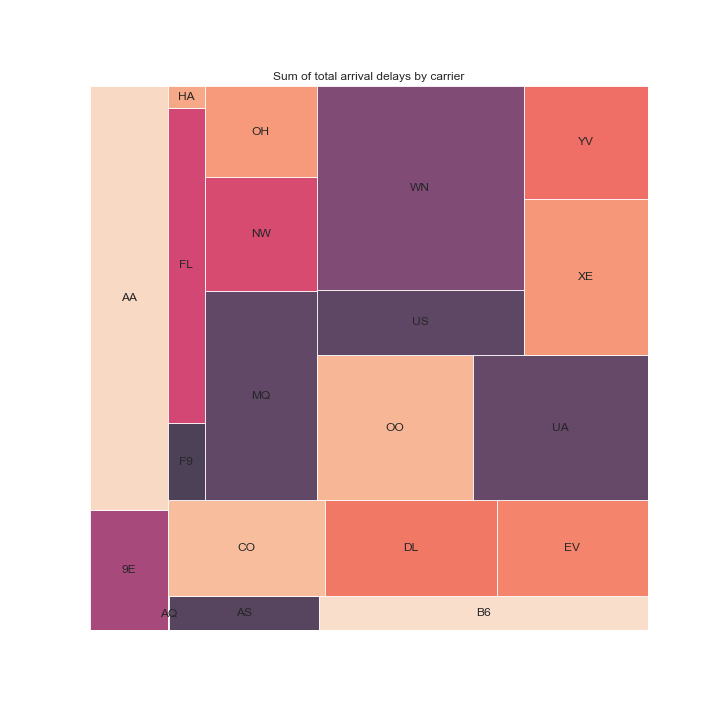 Sum of total arrival delays by carrier
HA
OH
WN
YV
NW
FL
XE
AA
US
MQ
OO
UA
F9
CO
DL
EV
9E
AQ
AS
B6